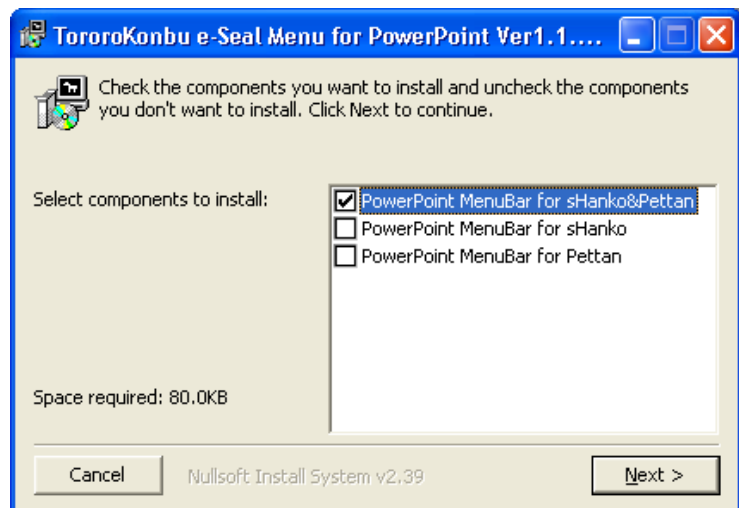 TororoKonbu e-Seal Menu for PowerPoint Ver1.1....
Check the components you want to install and uncheck the components
you don't want to install. Click Next to continue.
Select components to install:
PowerPoint MenuBar for sHanko&Pettan
PowerPoint MenuBar for sHanko
PowerPoint MenuBar for Pettan
Space required: 80.0KB
Cancel
Nullsoft Install System v2.39
Next >